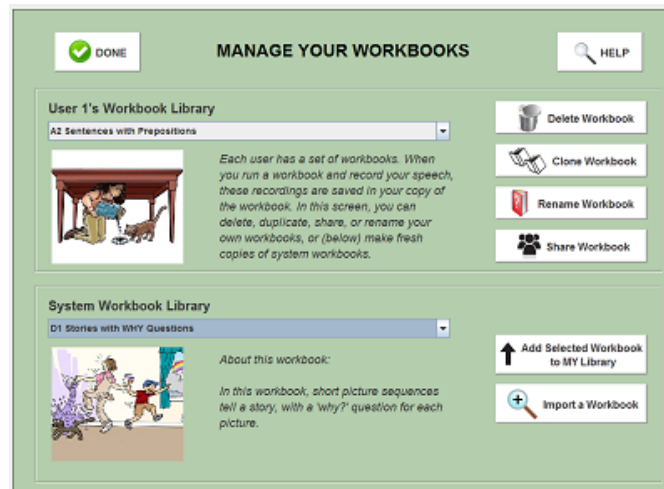 DONE
MANAGE YOUR WORKBOOKS
HELP
User 1's Workbook Library
A2 Sentences with Prepositions
Each user has a set of workbooks. When
you run a workbook and record your speech,
these recordings are saved in your copy of
the workbook. In this screen, you can
delete, duplicate, share, or rename your
own workbooks, or (below) make fresh
copies of system workbooks.
Delete Workbook
Clone Workbook
Rename Workbook
Share Workbook
System Workbook Library
D1 Stories with WHY Questions
About this workbook:
In this workbook, short picture sequences
tell a story, with a 'why?' question for each
picture.
Add Selected Workbook
to MY Library
Import a Workbook